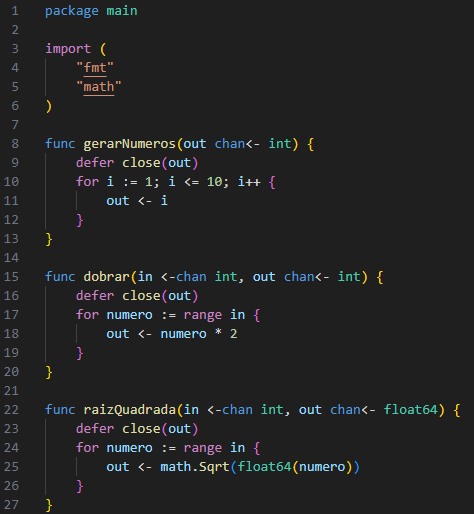 1 package main
2
3 import (
4     "fmt"
5     "math"
6 )
7
8 func gerarNumeros(out chan<- int) {
9     defer close(out)
10     for i := 1; i <= 10; i++ {
11         out <- i
12     }
13 }
14
15 func dobrar(in <-chan int, out chan<- int) {
16     defer close(out)
17     for numero := range in {
18         out <- numero * 2
19     }
20 }
21
22 func raizQuadrada(in <-chan int, out chan<- float64) {
23     defer close(out)
24     for numero := range in {
25         out <- math.Sqrt(float64(numero))
26     }
27 }